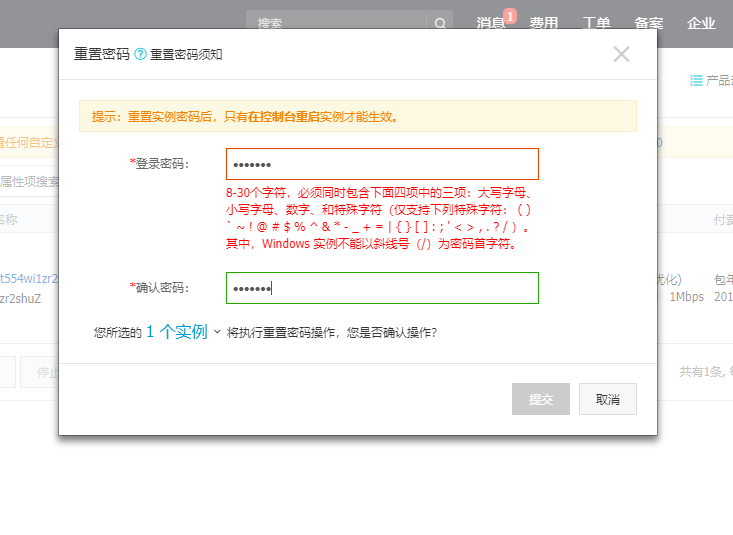 搜索
消息 1 费用 工单 备案 企业
重置密码 重置密码须知
产品
提示：重置实例密码后，只有在控制台重启实例才能生效。
置任何自定义
*登录密码：
•••••••
属性项搜索
8-30个字符，必须同时包含下面四项中的三项：大写字母、
小写字母、数字、和特殊字符（仅支持下列特殊字符：( )
` ~ ! @ # $ % ^ & * - _ + = | { } [ ] : ; ' < > , . ? / ）。
其中，Windows 实例不能以斜线号（/）为密码首字符。
名称
付费
t554wi1zr2
zr2shuZ
优化)
包年
1Mbps 201
*确认密码：
•••••••
您所选的 1 个实例 将执行重置密码操作，您是否确认操作?
停止
共有1条,
提交 取消